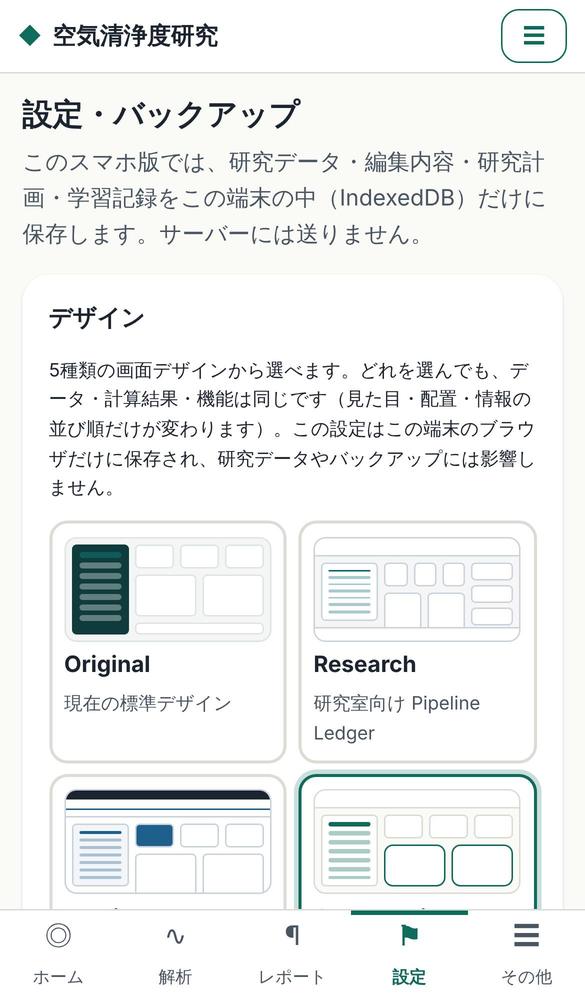 空気清浄度研究
設定・バックアップ
このスマホ版では、研究データ・編集内容・研究計
画・学習記録をこの端末の中（IndexedDB）だけに
保存します。サーバーには送りません。
デザイン
5種類の画面デザインから選べます。どれを選んでも、デ
ータ・計算結果・機能は同じです（見た目・配置・情報の
並び順だけが変わります）。この設定はこの端末のブラウ
ザだけに保存され、研究データやバックアップには影響し
ません。
Original
現在の標準デザイン
Research
研究室向け Pipeline
Ledger
ホーム
解析
レポート
設定
その他